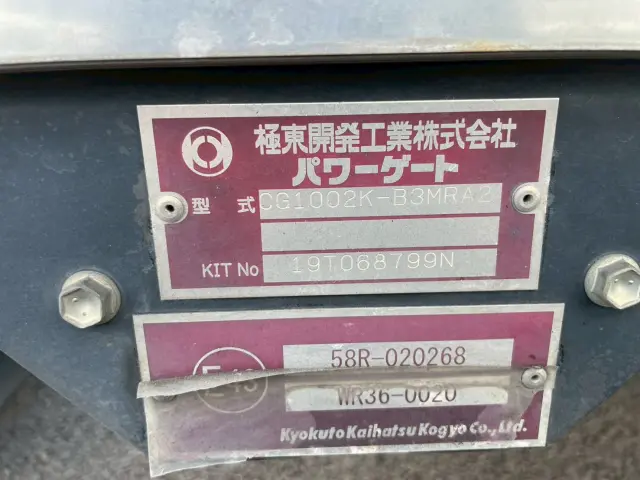 極東開発工業株式会社
パワーゲート
型式 CG1002K-B3MRA2
KIT No 19T068799N
58R-020268
E43
WR36-0020
Kyokuto Kaihatsu Kogyo Co., Ltd.